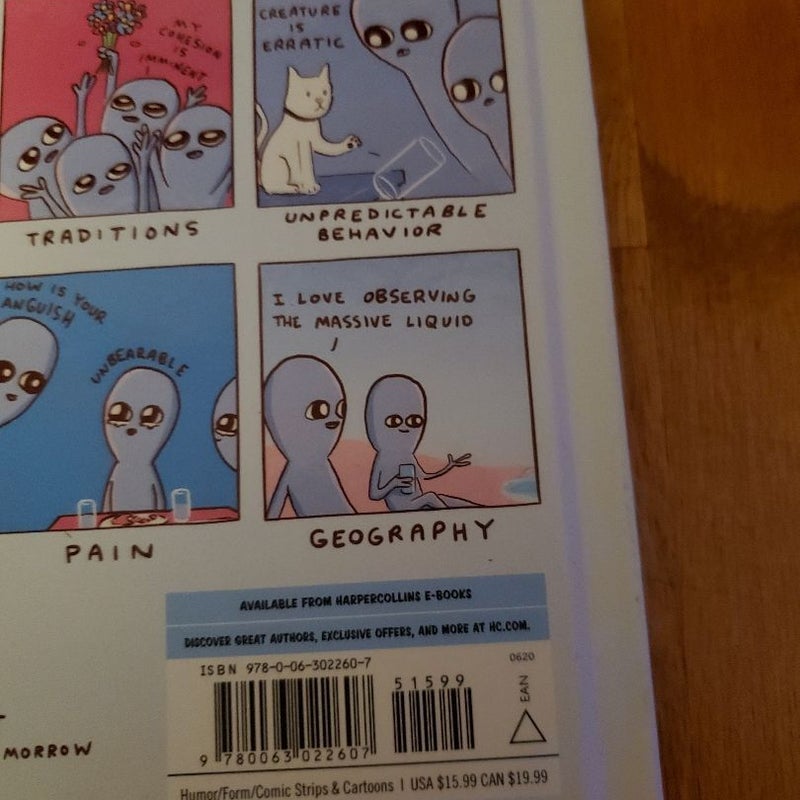 MY
COHESION
IS
IMMINENT
CREATURE
IS
ERRATIC
TRADITIONS
UNPREDICTABLE
BEHAVIOR
HOW IS YOUR
ANGUISH
UNBEARABLE
I LOVE OBSERVING
THE MASSIVE LIQUID
PAIN
GEOGRAPHY
AVAILABLE FROM HARPERCOLLINS E-BOOKS
DISCOVER GREAT AUTHORS, EXCLUSIVE OFFERS, AND MORE AT HC.COM.
ISBN 978-0-06-302260-7
0620
51599
EAN
9 780063 022607
MORROW
Humor/Form/Comic Strips & Cartoons | USA $15.99 CAN $19.99